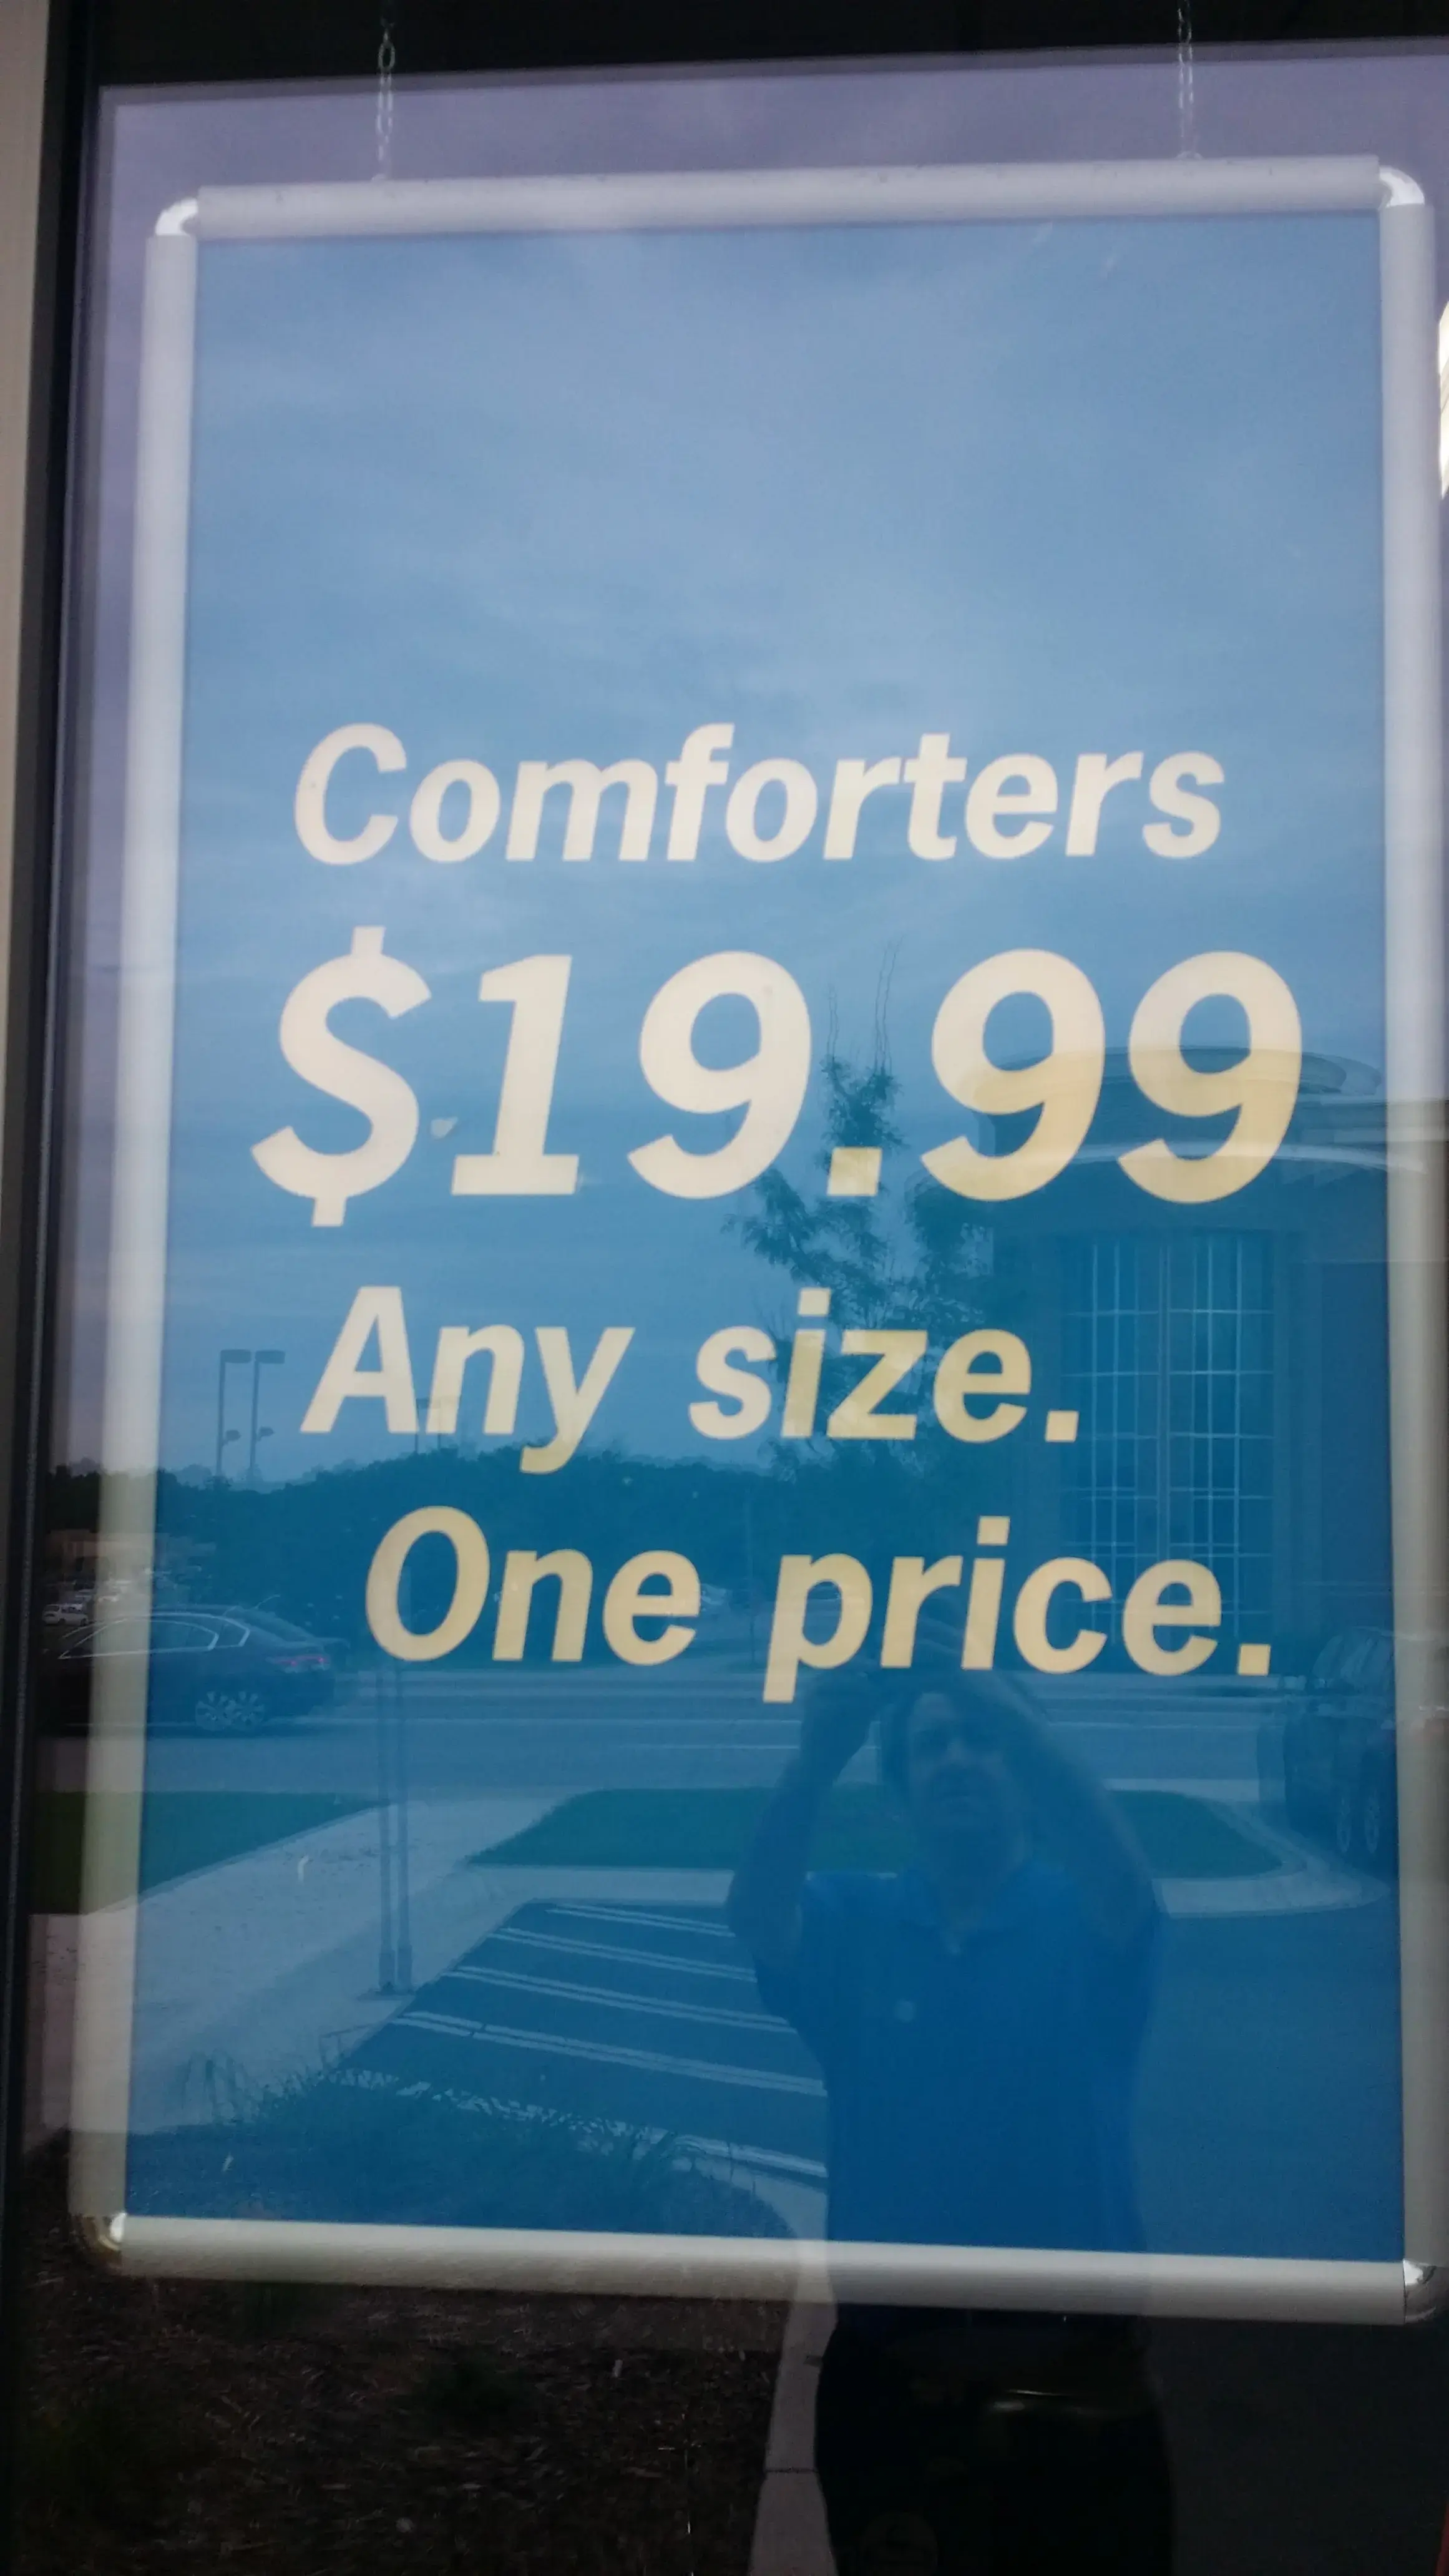 Comforters
$19.99
Any size.
One price.